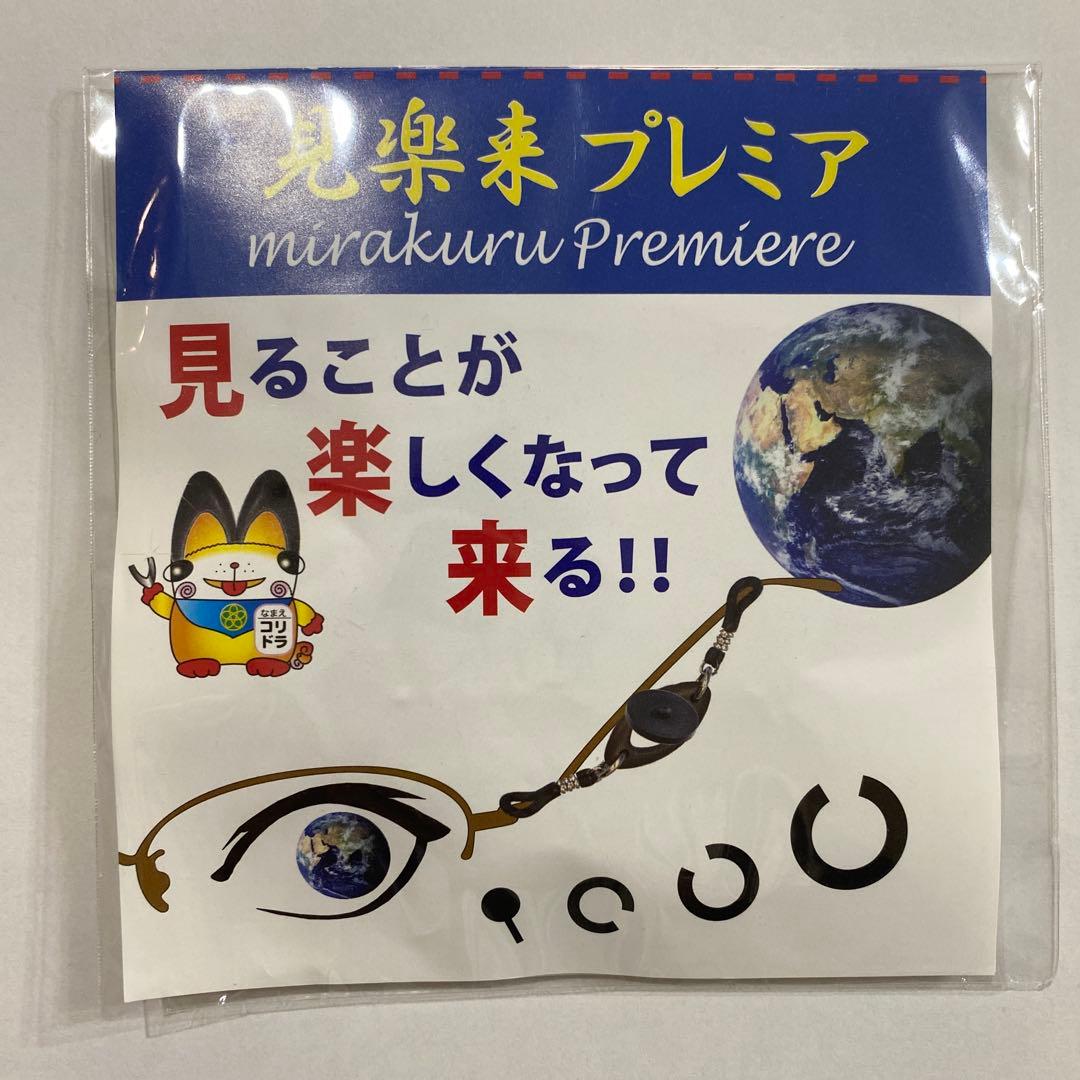 見楽来プレミア
mirakuru Premiere
見ることが
楽しくなって
来る!!
なまえ
コリ
ドラ